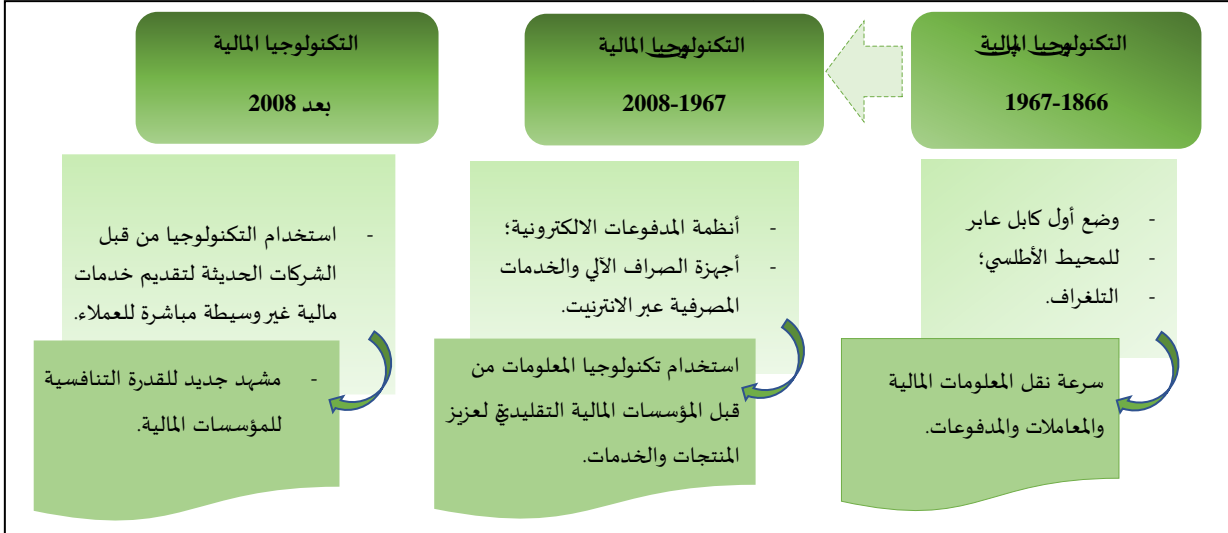 التكنولوجيا المالية
1967-1866
التكنولوجيا المالية
2008-1967
التكنولوجيا المالية
بعد 2008
- وضع أول كابل عابر
- للمحيط الأطلسي؛
- التلغراف.
سرعة نقل المعلومات المالية
والمعاملات والمدفوعات.
- أنظمة المدفوعات الالكترونية؛
- أجهزة الصراف الآلي والخدمات
المصرفية عبر الانترنيت.
استخدام تكنولوجيا المعلومات من
قبل المؤسسات المالية التقليدية لعزيز
المنتجات والخدمات.
- استخدام التكنولوجيا من قبل
الشركات الحديثة لتقديم خدمات
مالية غير وسيطة مباشرة للعملاء.
- مشهد جديد للقدرة التنافسية
للمؤسسات المالية.